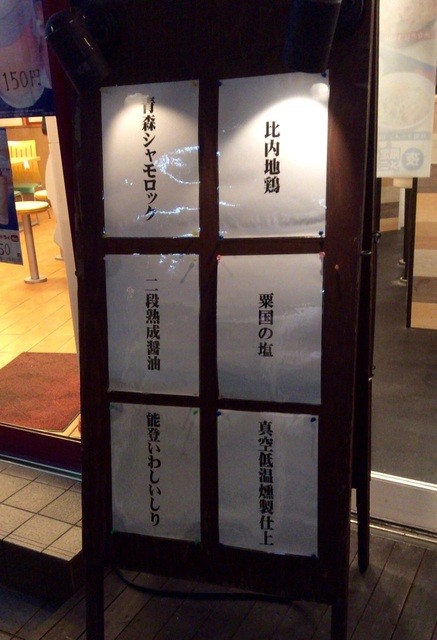 比内地鶏
青森シャモロック
粟国の塩
二段熟成醤油
真空低温燻製仕上
能登いわしいしり
150円
50
夜